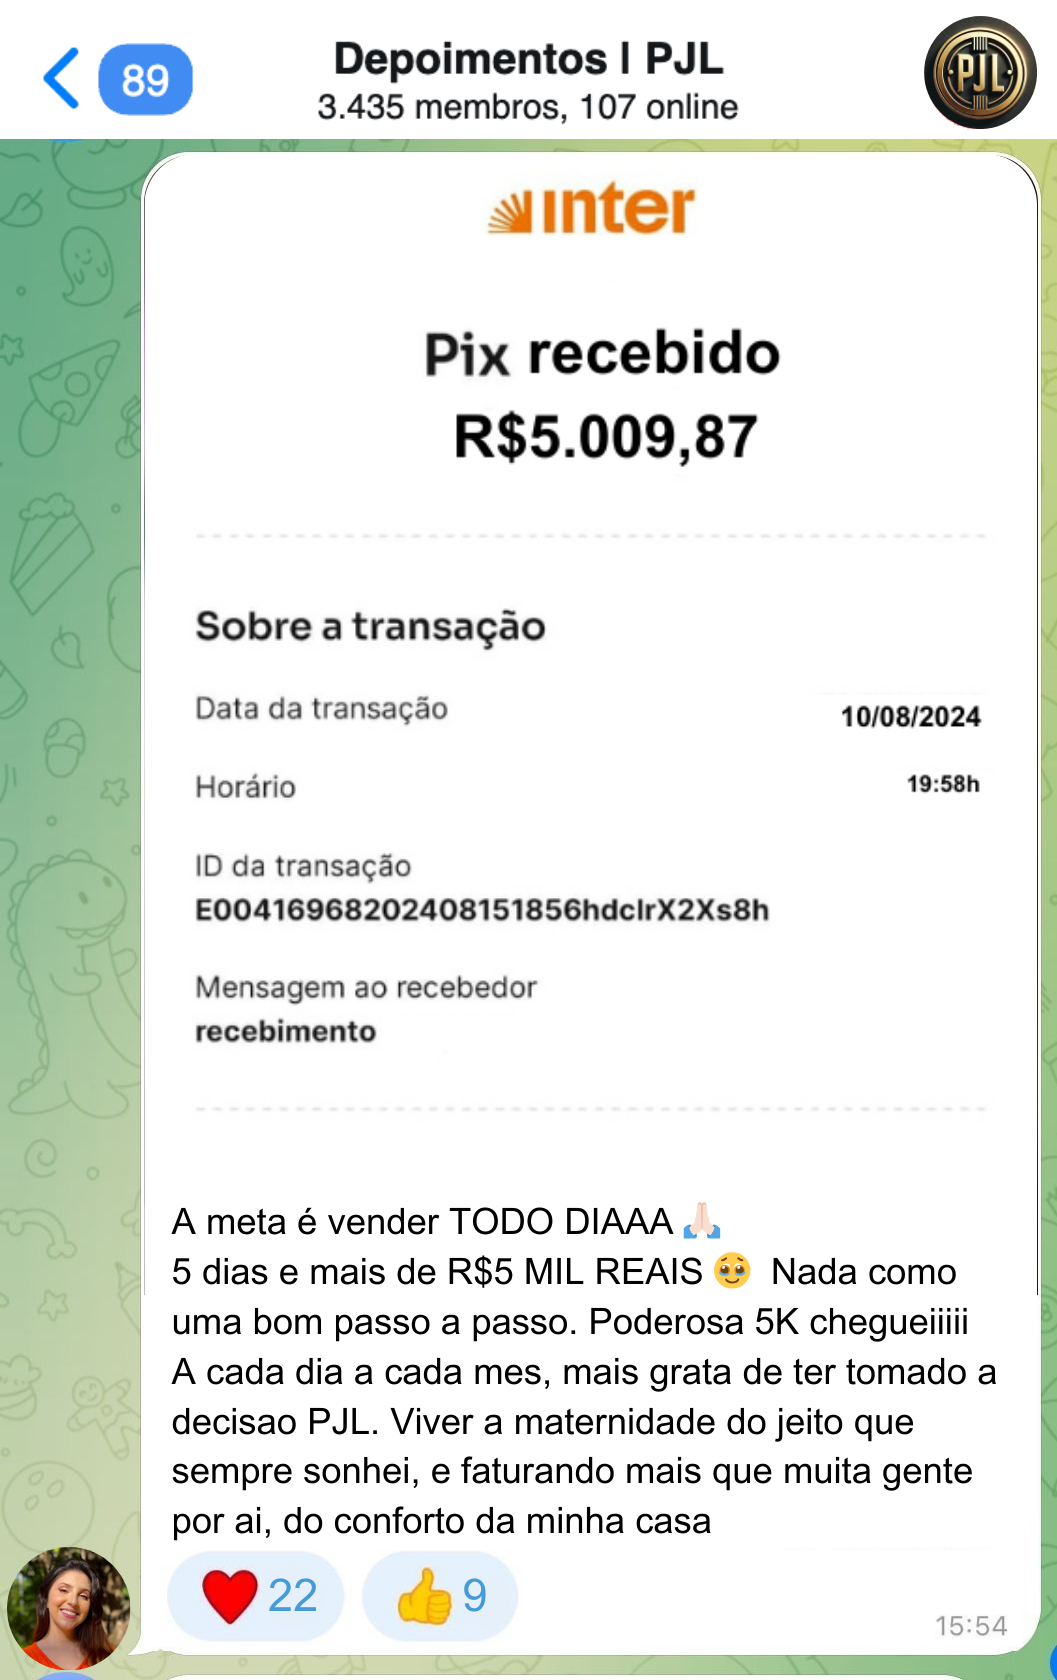 89
Depoimentos | PJL
3.435 membros, 107 online
PJL
inter
Pix recebido
R$5.009,87
Sobre a transação
Data da transação 10/08/2024
Horário 19:58h
ID da transação
E00416968202408151856hdclrX2Xs8h
Mensagem ao recebedor
recebimento
A meta é vender TODO DIAAA 🙏🏻
5 dias e mais de R$5 MIL REAIS 🥹 Nada como
uma bom passo a passo. Poderosa 5K chegueiiiii
A cada dia a cada mes, mais grata de ter tomado a
decisao PJL. Viver a maternidade do jeito que
sempre sonhei, e faturando mais que muita gente
por ai, do conforto da minha casa
❤️ 22 👍 9
15:54